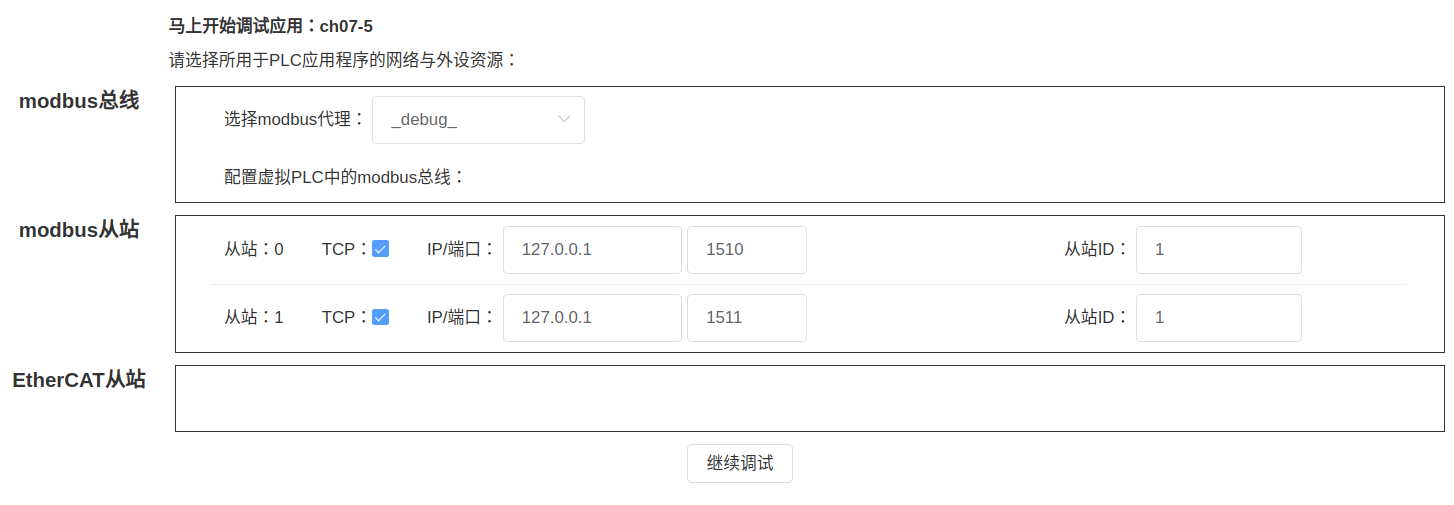 马上开始调试应用：ch07-5
请选择所用于PLC应用程序的网络与外设资源：
modbus总线
选择modbus代理： _debug_
配置虚拟PLC中的modbus总线：
modbus从站
从站：0 TCP： IP/端口： 127.0.0.1 1510 从站ID： 1
从站：1 TCP： IP/端口： 127.0.0.1 1511 从站ID： 1
EtherCAT从站
继续调试